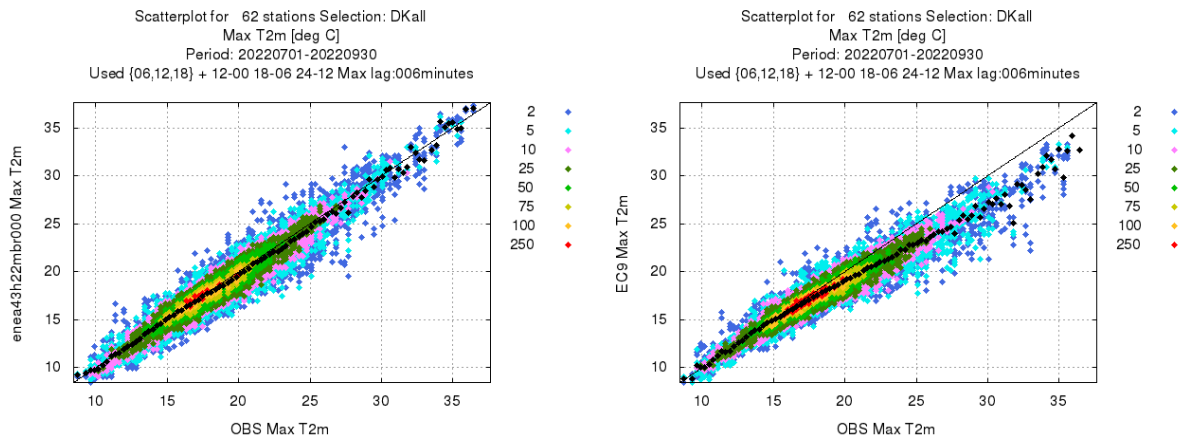 Scatterplot for 62 stations Selection: DKall
Max T2m [deg C]
Period: 20220701-20220930
Used {06,12,18} + 12-00 18-06 24-12 Max lag:006minutes
enea43h22mbr000 Max T2m
35
30
25
20
15
10
10 15 20 25 30 35
OBS Max T2m
2
5
10
25
50
75
100
250
Scatterplot for 62 stations Selection: DKall
Max T2m [deg C]
Period: 20220701-20220930
Used {06,12,18} + 12-00 18-06 24-12 Max lag:006minutes
EC9 Max T2m
35
30
25
20
15
10
10 15 20 25 30 35
OBS Max T2m
2
5
10
25
50
75
100
250